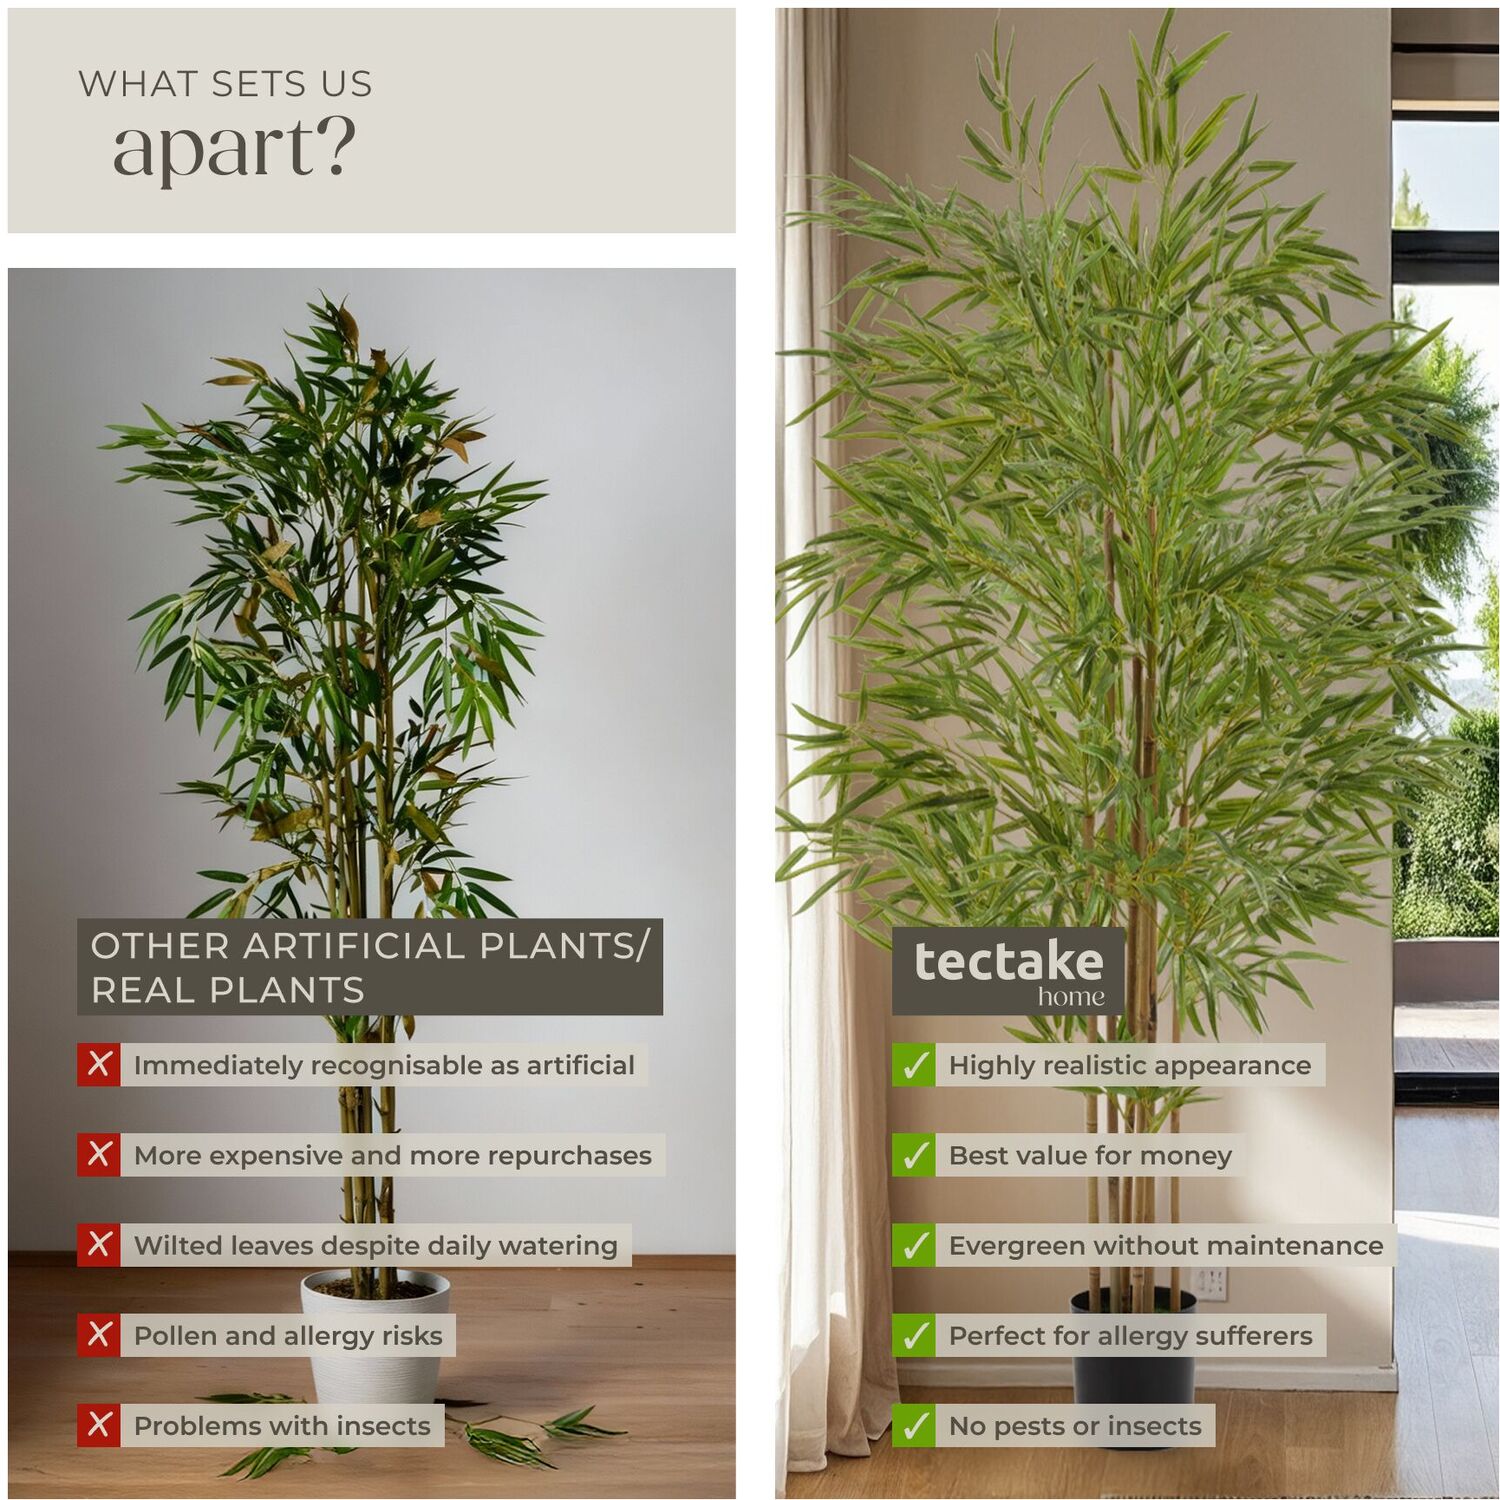 WHAT SETS US
apart?
OTHER ARTIFICIAL PLANTS/
REAL PLANTS
X Immediately recognisable as artificial
X More expensive and more repurchases
X Wilted leaves despite daily watering
X Pollen and allergy risks
X Problems with insects
tectake
home
✓ Highly realistic appearance
✓ Best value for money
✓ Evergreen without maintenance
✓ Perfect for allergy sufferers
✓ No pests or insects